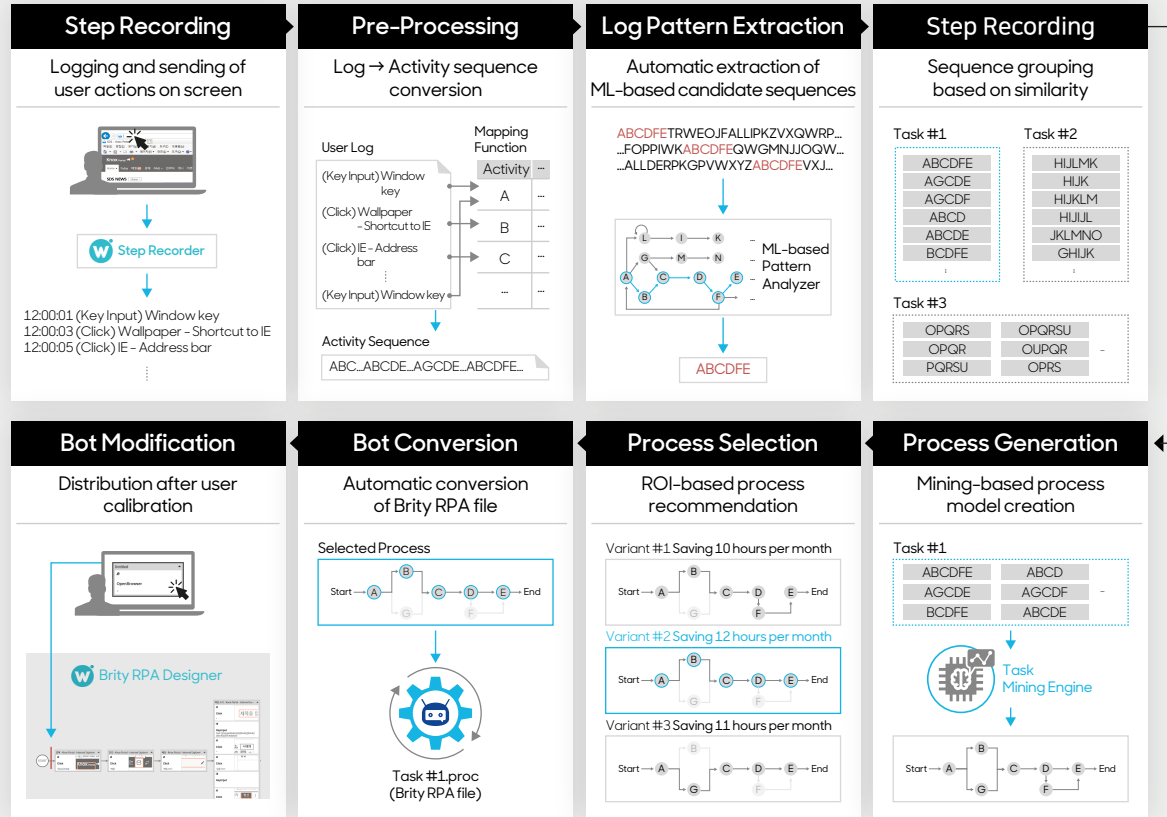 Step Recording
Logging and sending of
user actions on screen
Knox
SDS NEWS
Step Recorder
12:00:01 (Key Input) Window key
12:00:03 (Click) Wallpaper - Shortcut to IE
12:00:05 (Click) IE - Address bar
Pre-Processing
Log → Activity sequence
conversion
User Log
Mapping
Function
(Key Input) Window
key
(Click) Wallpaper
- Shortcut to IE
(Click) IE - Address
bar
(Key Input) Window key
Activity ...
A ...
B ...
C ...
... ...
Activity Sequence
ABC...ABCDE...AGCDE...ABCDFE...
Log Pattern Extraction
Automatic extraction of
ML-based candidate sequences
ABCDFETRWEOJFALLIPKZVXQWRP...
...FOPPIWKABCDFEQWGMNJJOQW...
...ALLDERPKGPVWXYZABCDFEVXJ...
L I K ...
G M N ...
A C D E ...
B F ...
ML-based
Pattern
Analyzer
ABCDFE
Step Recording
Sequence grouping
based on similarity
Task #1
ABCDFE
AGCDE
AGCDF
ABCD
ABCDE
BCDFE
Task #2
HIJLMK
HIJK
HIJKLM
HIJIJL
JKLMNO
GHIJK
Task #3
OPQRS OPQRSU
OPQR OUPQR
PQRSU OPRS
Bot Modification
Distribution after user
calibration
Untitled
#
OpenBrowser
Brity RPA Designer
START
Bot Conversion
Automatic conversion
of Brity RPA file
Selected Process
B
Start A C D E End
G F
Task #1.proc
(Brity RPA file)
Process Selection
ROI-based process
recommendation
Variant #1 Saving 10 hours per month
B
Start A C D E End
G F
Variant #2 Saving 12 hours per month
B
Start A C D E End
G F
Variant #3 Saving 11 hours per month
B
Start A C D E End
G F
Process Generation
Mining-based process
model creation
Task #1
ABCDFE ABCD
AGCDE AGCDF
BCDFE ABCDE
Task
Mining Engine
B
Start A C D E End
G F